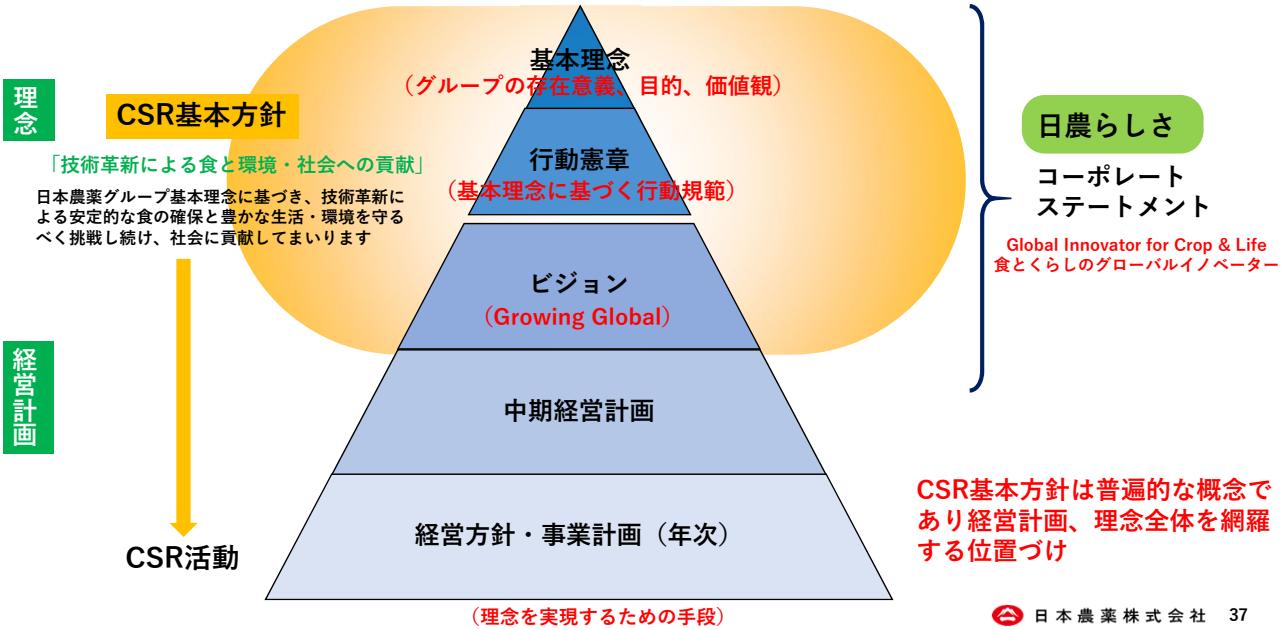 理念
CSR基本方針
「技術革新による食と環境・社会への貢献」
日本農薬グループ基本理念に基づき、技術革新に
よる安定的な食の確保と豊かな生活・環境を守る
べく挑戦し続け、社会に貢献してまいります
経営計画
CSR活動
基本理念
（グループの存在意義、目的、価値観）
行動憲章
（基本理念に基づく行動規範）
ビジョン
（Growing Global）
中期経営計画
経営方針・事業計画（年次）
（理念を実現するための手段）
日農らしさ
コーポレート
ステートメント
Global Innovator for Crop & Life
食とくらしのグローバルイノベーター
CSR基本方針は普遍的な概念で
あり経営計画、理念全体を網羅
する位置づけ
日本農薬株式会社 37